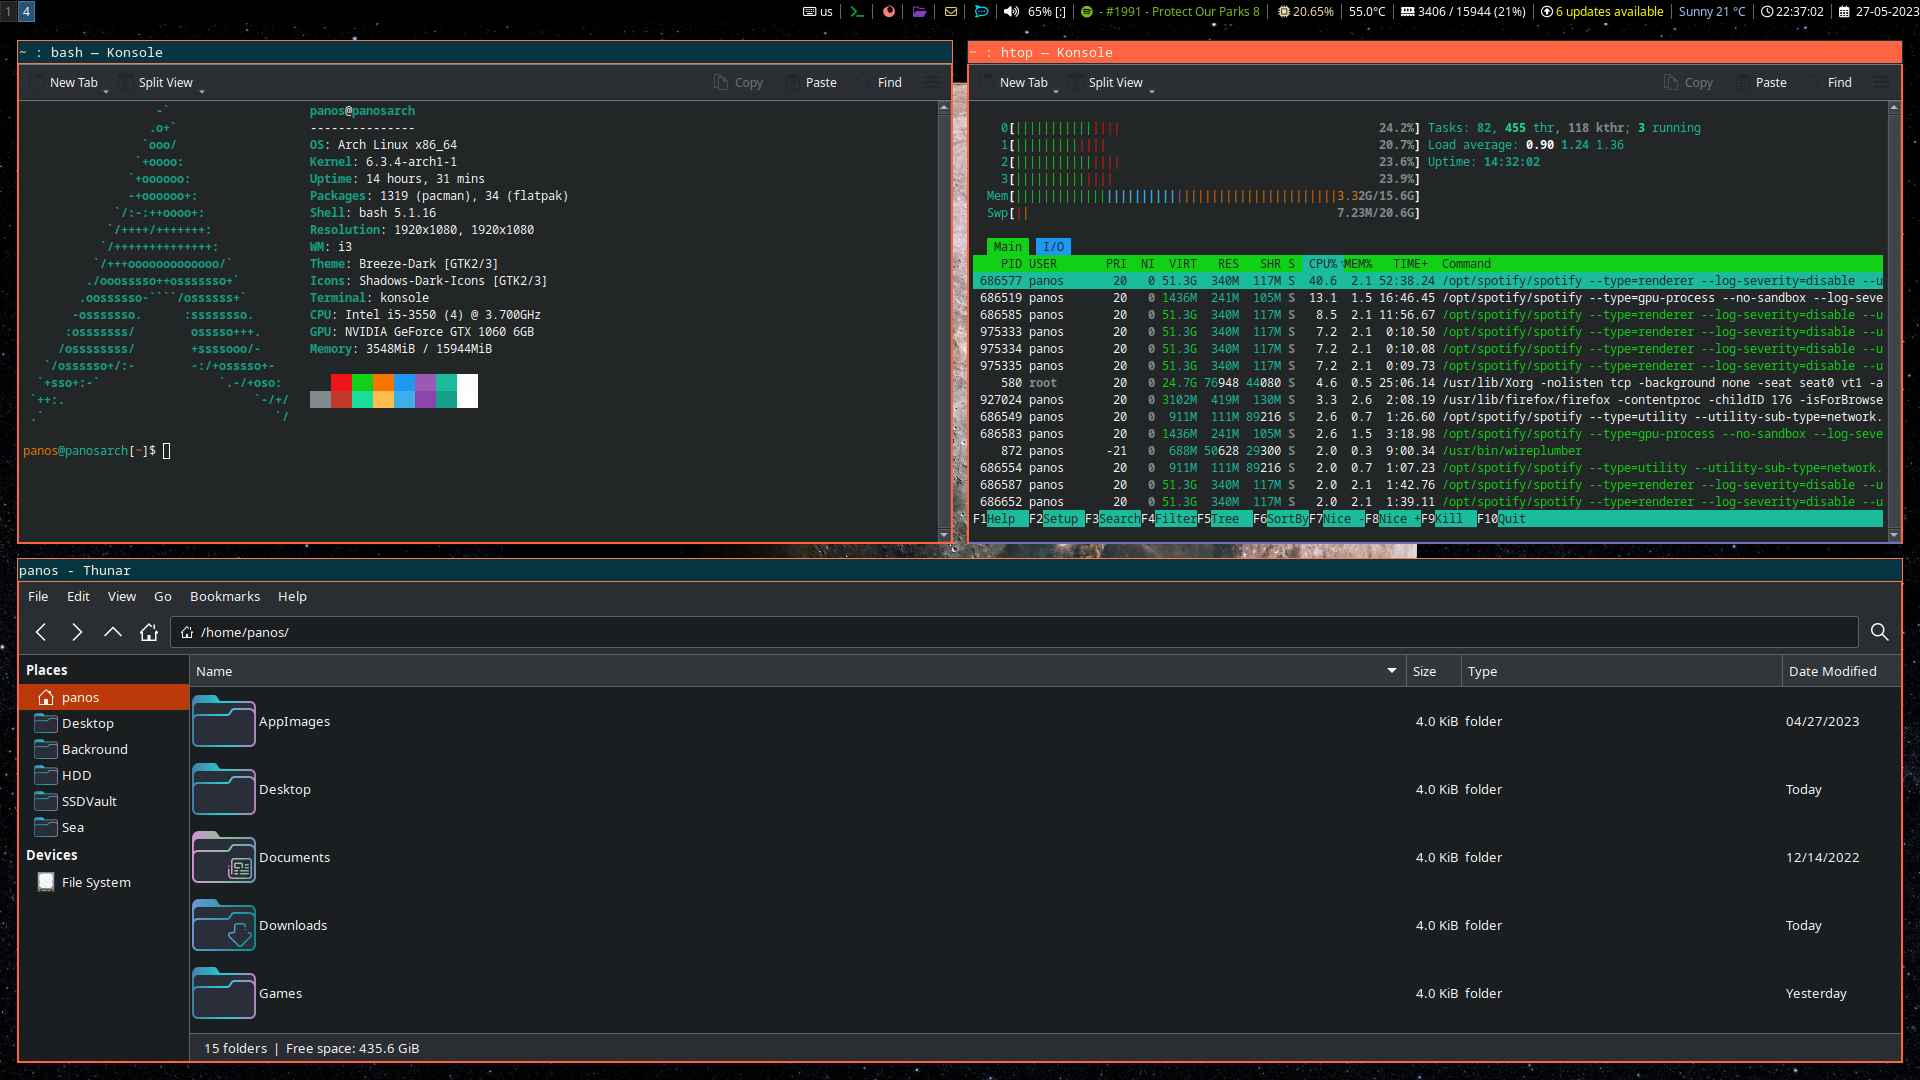 1 4 us 65% [:] - #1991 - Protect Our Parks 8 20.65% 55.0°C 3406 / 15944 (21%) 6 updates available Sunny 21 °C 22:37:02 27-05-2023
~ : bash — Konsole
New Tab Split View Copy Paste Find
panos@panosarch
---------------
OS: Arch Linux x86_64
Kernel: 6.3.4-arch1-1
Uptime: 14 hours, 31 mins
Packages: 1319 (pacman), 34 (flatpak)
Shell: bash 5.1.16
Resolution: 1920x1080, 1920x1080
WM: i3
Theme: Breeze-Dark [GTK2/3]
Icons: Shadows-Dark-Icons [GTK2/3]
Terminal: konsole
CPU: Intel i5-3550 (4) @ 3.700GHz
GPU: NVIDIA GeForce GTX 1060 6GB
Memory: 3548MiB / 15944MiB
panos@panosarch[~]$
~ : htop — Konsole
New Tab Split View Copy Paste Find
0[ 24.2%] Tasks: 82, 455 thr, 118 kthr; 3 running
1[ 20.7%] Load average: 0.90 1.24 1.36
2[ 23.6%] Uptime: 14:32:02
3[ 23.9%]
Mem[ 3.32G/15.6G]
Swp[ 7.23M/20.6G]
Main I/O
PID USER PRI NI VIRT RES SHR S CPU% MEM% TIME+ Command
686577 panos 20 0 51.3G 340M 117M S 40.6 2.1 52:38.24 /opt/spotify/spotify --type=renderer --log-severity=disable --u
686519 panos 20 0 1436M 241M 105M S 13.1 1.5 16:46.45 /opt/spotify/spotify --type=gpu-process --no-sandbox --log-seve
686585 panos 20 0 51.3G 340M 117M S 8.5 2.1 11:56.67 /opt/spotify/spotify --type=renderer --log-severity=disable --u
975333 panos 20 0 51.3G 340M 117M S 7.2 2.1 0:10.50 /opt/spotify/spotify --type=renderer --log-severity=disable --u
975334 panos 20 0 51.3G 340M 117M S 7.2 2.1 0:10.08 /opt/spotify/spotify --type=renderer --log-severity=disable --u
975335 panos 20 0 51.3G 340M 117M S 7.2 2.1 0:09.73 /opt/spotify/spotify --type=renderer --log-severity=disable --u
580 root 20 0 24.7G 76948 44080 S 4.6 0.5 25:06.14 /usr/lib/Xorg -nolisten tcp -background none -seat seat0 vt1 -a
927024 panos 20 0 3102M 419M 130M S 3.3 2.6 2:08.19 /usr/lib/firefox/firefox -contentproc -childID 176 -isForBrowse
686549 panos 20 0 911M 111M 89216 S 2.6 0.7 1:26.60 /opt/spotify/spotify --type=utility --utility-sub-type=network.
686583 panos 20 0 1436M 241M 105M S 2.6 1.5 3:18.98 /opt/spotify/spotify --type=gpu-process --no-sandbox --log-seve
872 panos -21 0 688M 50628 29300 S 2.0 0.3 9:00.34 /usr/bin/wireplumber
686554 panos 20 0 911M 111M 89216 S 2.0 0.7 1:07.23 /opt/spotify/spotify --type=utility --utility-sub-type=network.
686587 panos 20 0 51.3G 340M 117M S 2.0 2.1 1:42.76 /opt/spotify/spotify --type=renderer --log-severity=disable --u
686652 panos 20 0 51.3G 340M 117M S 2.0 2.1 1:39.11 /opt/spotify/spotify --type=renderer --log-severity=disable --u
F1Help F2Setup F3SearchF4FilterF5Tree F6SortByF7Nice -F8Nice +F9Kill F10Quit
panos - Thunar
File Edit View Go Bookmarks Help
/home/panos/
Places
panos
Desktop
Backround
HDD
SSDVault
Sea
Devices
File System
Name Size Type Date Modified
AppImages 4.0 KiB folder 04/27/2023
Desktop 4.0 KiB folder Today
Documents 4.0 KiB folder 12/14/2022
Downloads 4.0 KiB folder Today
Games 4.0 KiB folder Yesterday
15 folders | Free space: 435.6 GiB